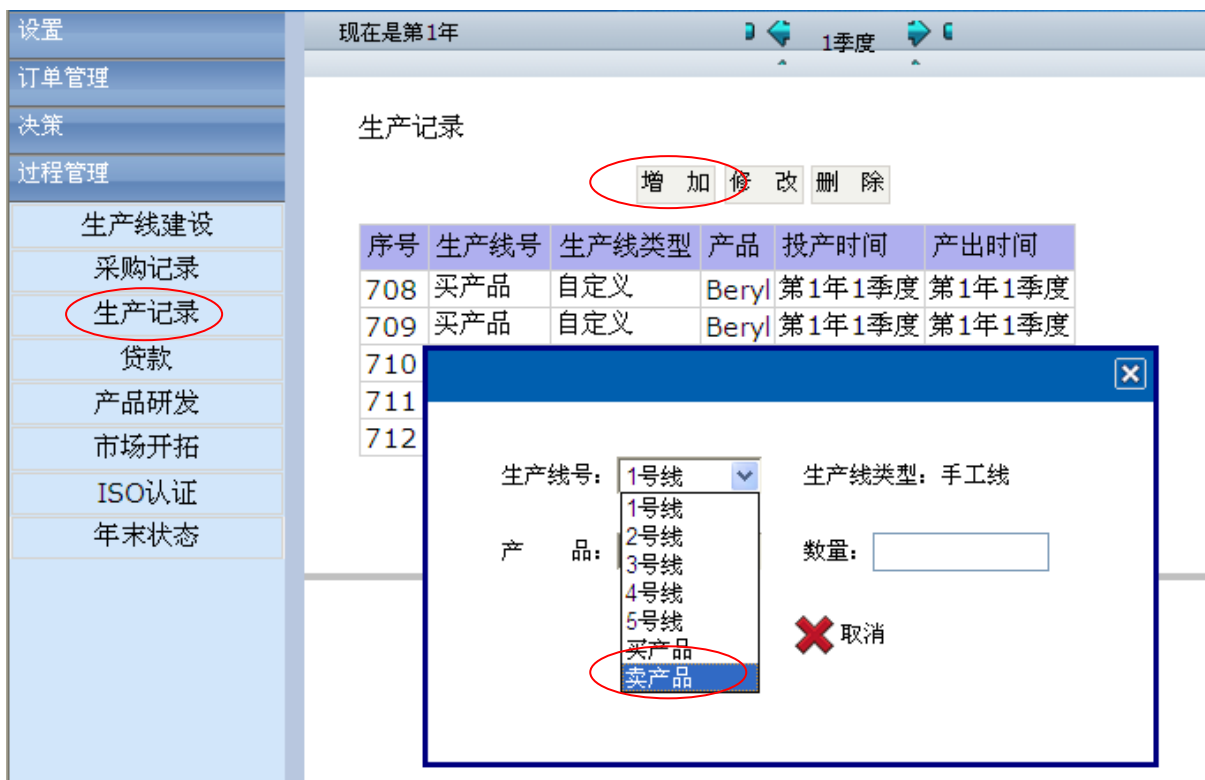 设置
订单管理
决策
过程管理
生产线建设
采购记录
生产记录
贷款
产品研发
市场开拓
ISO认证
年末状态
现在是第1年
1季度
生产记录
增 加 修 改 删 除
序号 生产线号 生产线类型 产品 投产时间 产出时间
708 买产品 自定义 Beryl 第1年1季度 第1年1季度
709 买产品 自定义 Beryl 第1年1季度 第1年1季度
710
711
712
生产线号: 1号线 生产线类型: 手工线
1号线
2号线
3号线
4号线
5号线
买产品
卖产品
产 品: 数量:
取消